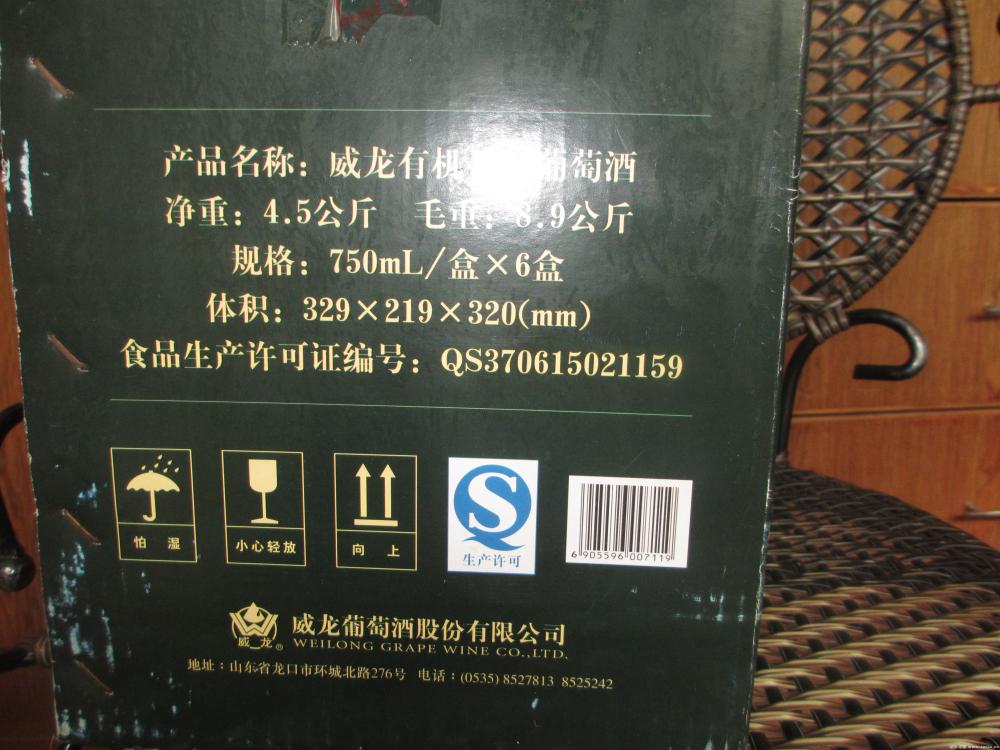 产品名称：威龙有机 葡萄酒
净重：4.5公斤 毛重：8.9公斤
规格：750mL/盒×6盒
体积：329×219×320(mm)
食品生产许可证编号：QS370615021159
怕 湿
小心轻放
向 上
生产许可
6 905596 007119
威龙®
威龙葡萄酒股份有限公司
WEILONG GRAPE WINE CO.,LTD.
地址：山东省龙口市环城北路276号 电话：(0535) 8527813 8525242